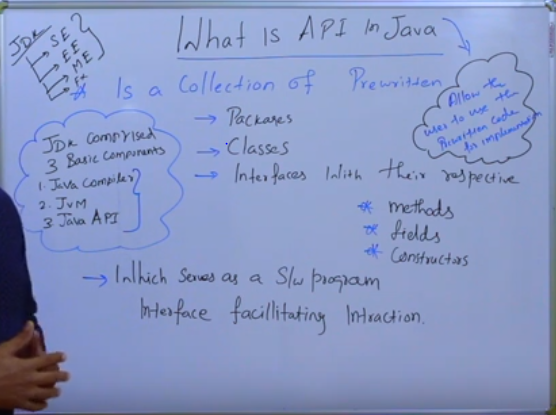 What Is API In Java
JDK
SE
EE
ME
FX
* Is a Collection of Prewritten
→ Packages
→ Classes
→ Interfaces With their respective
* methods
* fields
* Constructors
→ Which serves as a S/w program
Interface facillitating Intraction.
JDK comprised
3 Basic Components
1. Java Compiler
2. JVM
3. Java API
Allow the
user to use the
Prewritten code
for implementation